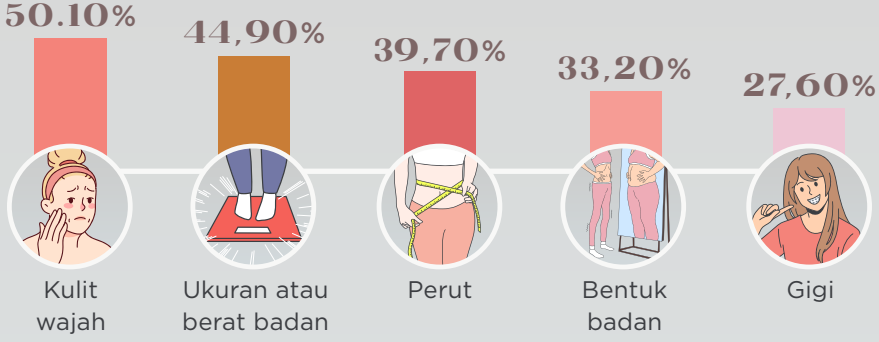 50.10%
44,90%
39,70%
33,20%
27,60%
Kulit
wajah
Ukuran atau
berat badan
Perut
Bentuk
badan
Gigi